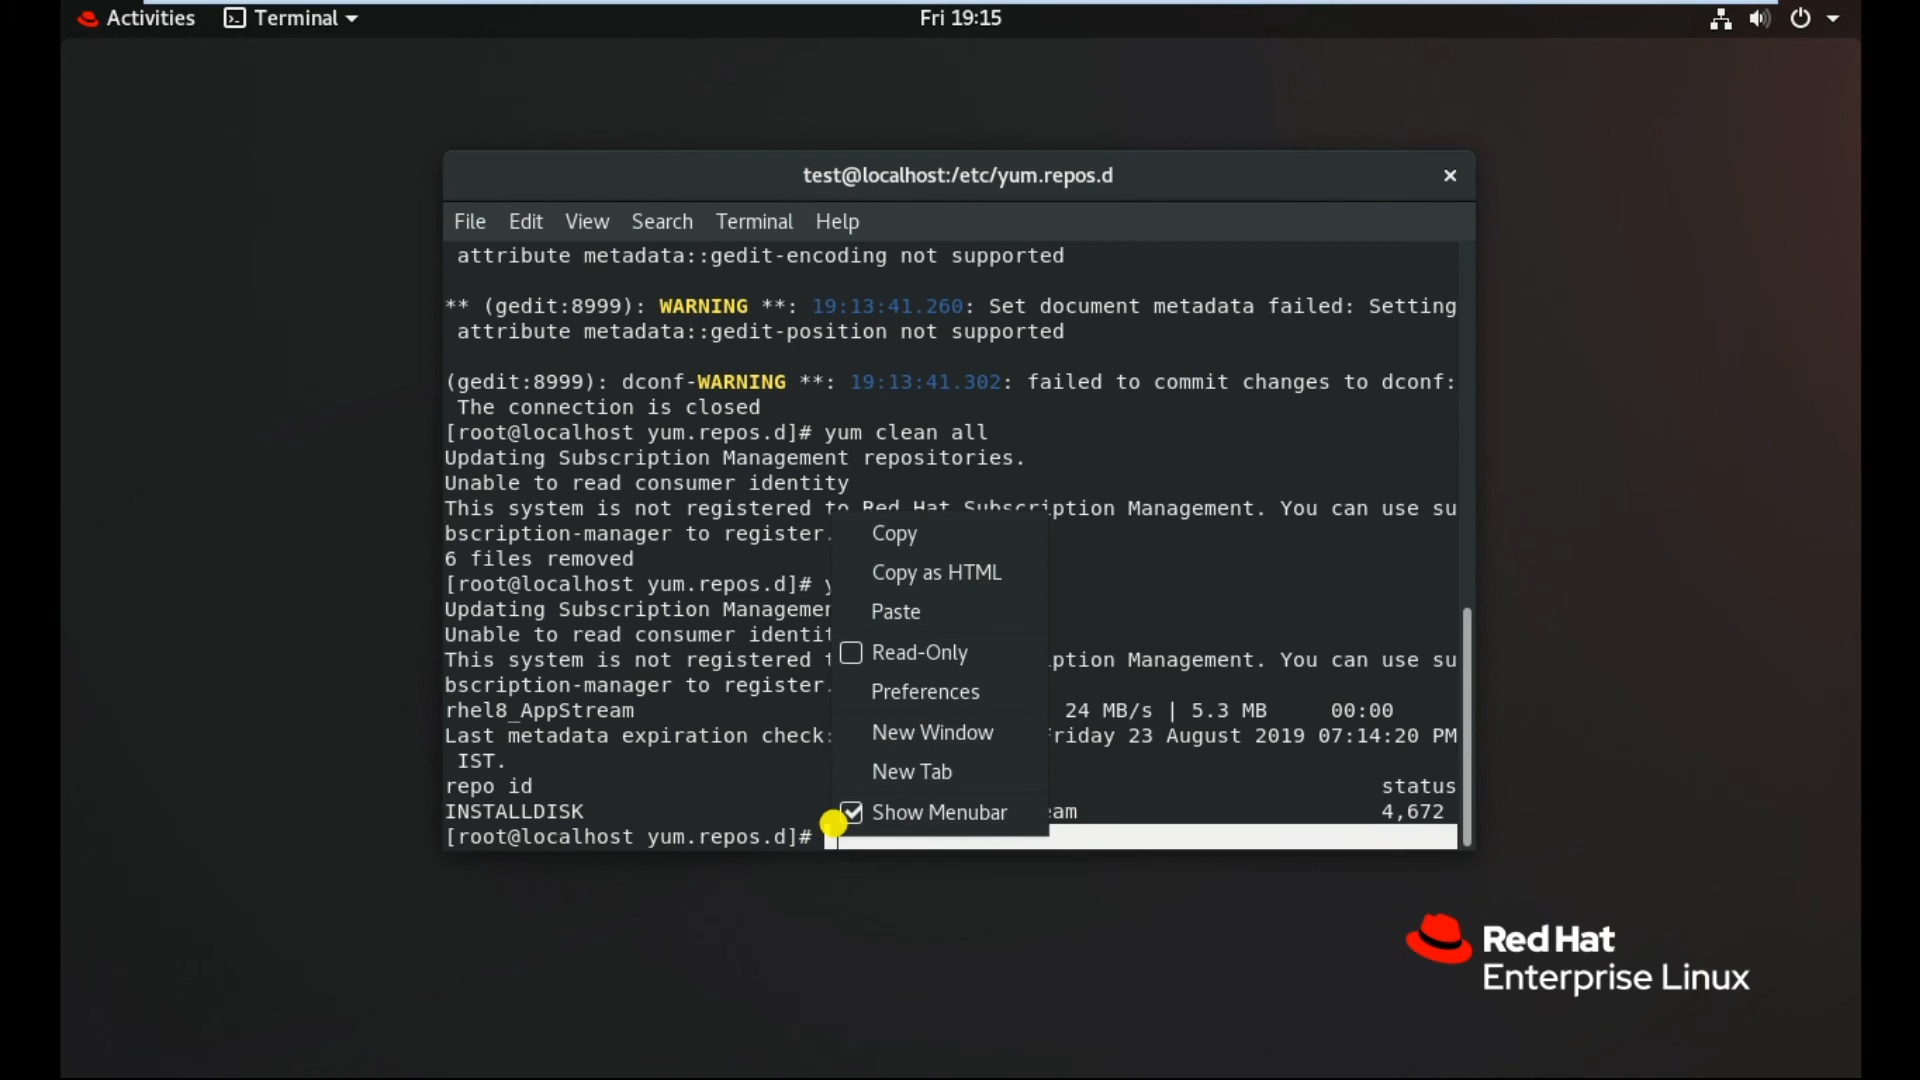 Activities Terminal Fri 19:15
test@localhost:/etc/yum.repos.d
File Edit View Search Terminal Help
attribute metadata::gedit-encoding not supported
** (gedit:8999): WARNING **: 19:13:41.260: Set document metadata failed: Setting
attribute metadata::gedit-position not supported
(gedit:8999): dconf-WARNING **: 19:13:41.302: failed to commit changes to dconf:
The connection is closed
[root@localhost yum.repos.d]# yum clean all
Updating Subscription Management repositories.
Unable to read consumer identity
This system is not registered to Red Hat Subscription Management. You can use su
bscription-manager to register.
6 files removed
[root@localhost yum.repos.d]# y
Updating Subscription Managemen
Unable to read consumer identit
This system is not registered t ption Management. You can use su
bscription-manager to register.
rhel8_AppStream 24 MB/s | 5.3 MB 00:00
Last metadata expiration check: riday 23 August 2019 07:14:20 PM
IST.
repo id status
INSTALLDISK am 4,672
[root@localhost yum.repos.d]#
Copy
Copy as HTML
Paste
Read-Only
Preferences
New Window
New Tab
Show Menubar
Red Hat
Enterprise Linux